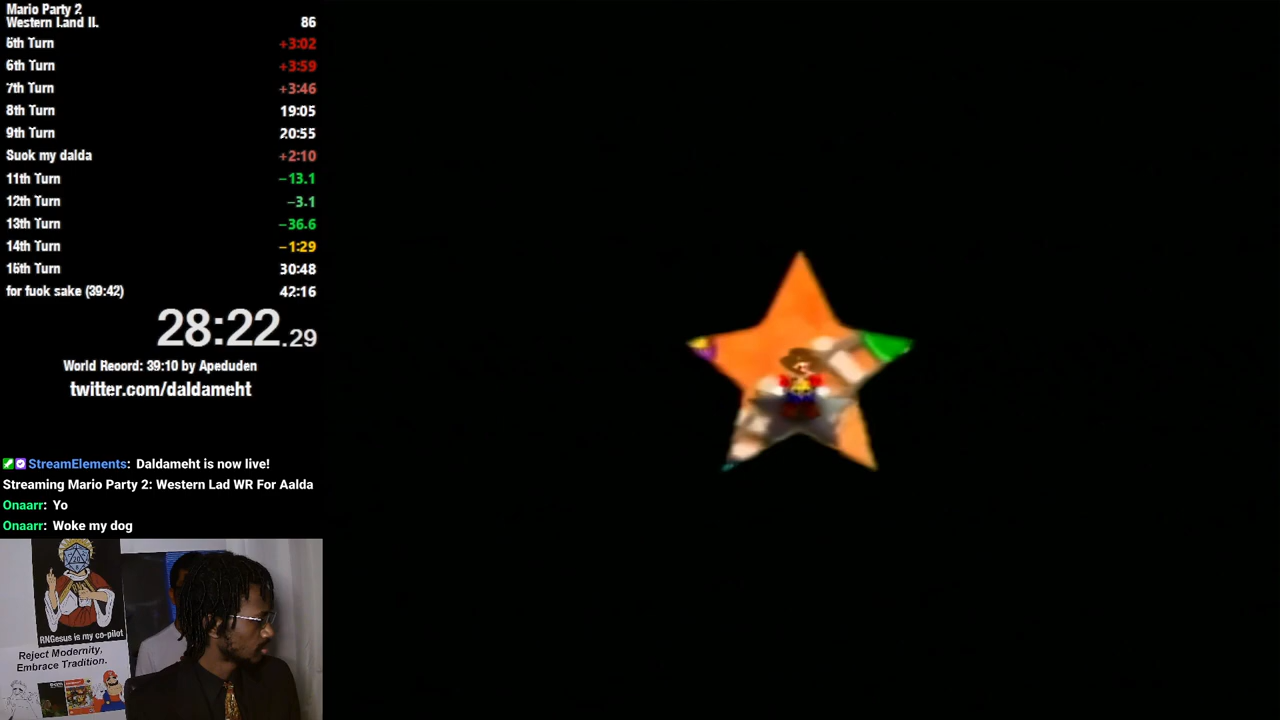 Mario Party 2
Western Land II.
86
5th Turn +3:02
6th Turn +3:59
7th Turn +3:46
8th Turn 19:05
9th Turn 20:55
Suok my dalda +2:10
11th Turn −13.1
12th Turn −3.1
13th Turn −36.6
14th Turn −1:29
15th Turn 30:48
for fuok sake (39:42) 42:16
28:22.29
World Reoord: 39:10 by Apeduden
twitter.com/daldameht
StreamElements: Daldameht is now live!
Streaming Mario Party 2: Western Lad WR For Aalda
Onaarr: Yo
Onaarr: Woke my dog
RNGesus is my co-pilot
Reject Modernity,
Embrace Tradition.